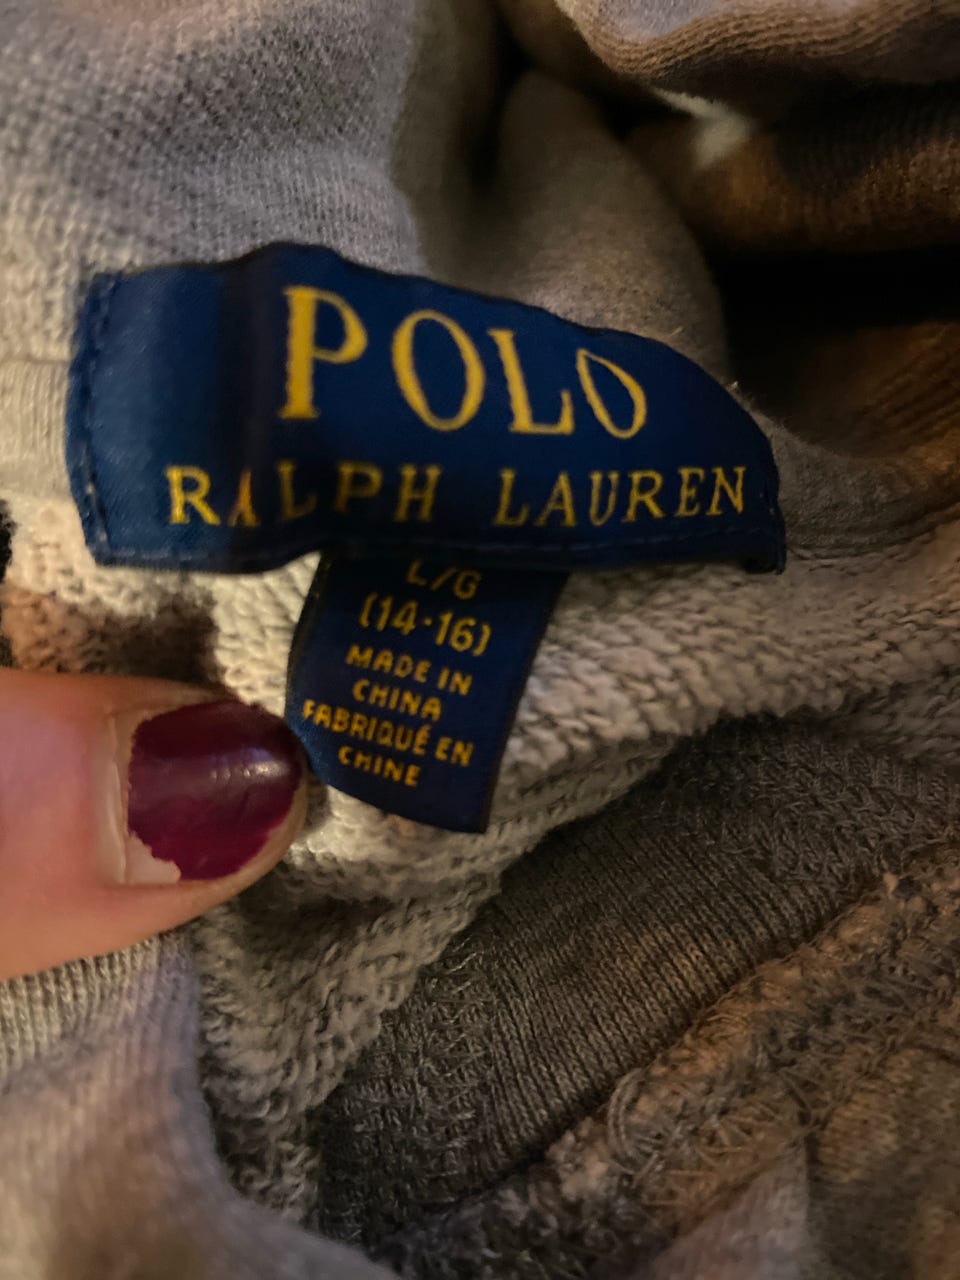 POLO
RALPH LAUREN
L/G
(14-16)
MADE IN
CHINA
FABRIQUÉ EN
CHINE